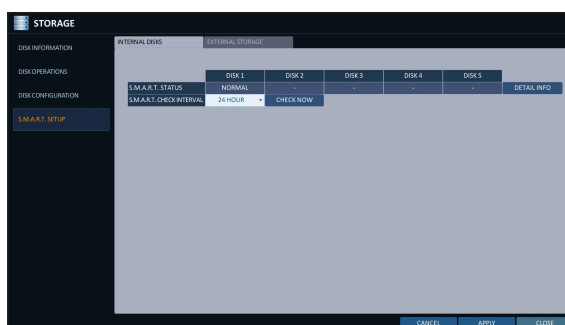 STORAGE
INTERNAL DISKS EXTERNAL STORAGE
DISK INFORMATION
DISK OPERATIONS
DISK 1 DISK 2 DISK 3 DISK 4 DISK 5
S.M.A.R.T. STATUS NORMAL - - - - DETAIL INFO
DISK CONFIGURATION
S.M.A.R.T. CHECK INTERVAL 24 HOUR CHECK NOW
S.M.A.R.T. SETUP
CANCEL APPLY CLOSE